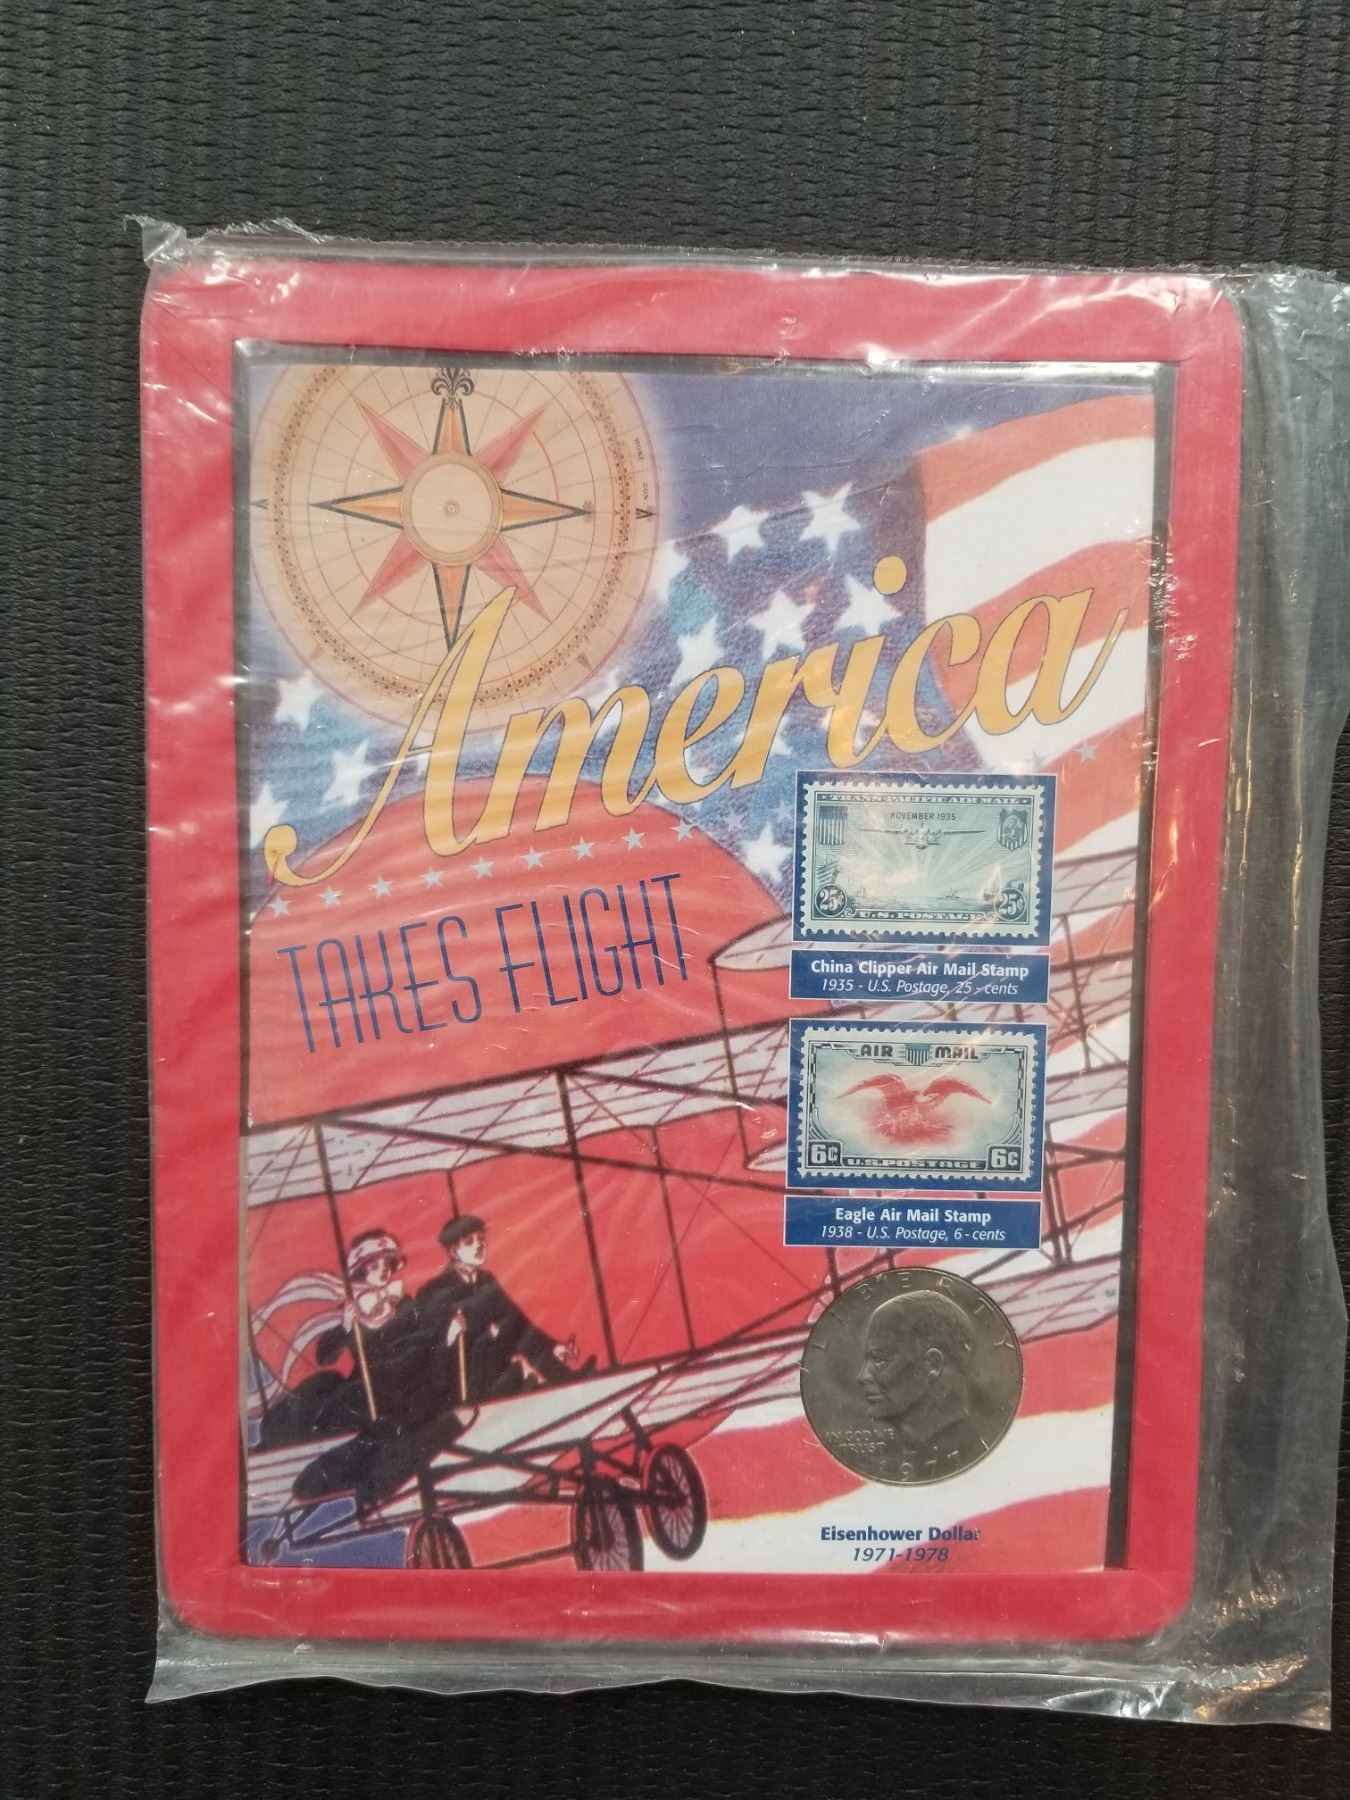 America
TAKES FLIGHT
TRANS-PACIFIC AIR MAIL
NOVEMBER 1935
25¢ U.S. POSTAGE 25¢
China Clipper Air Mail Stamp
1935 - U.S. Postage, 25 - cents
AIR MAIL
6¢ U.S. POSTAGE 6¢
Eagle Air Mail Stamp
1938 - U.S. Postage, 6 - cents
LIBERTY
IN GOD WE
TRUST
1977
Eisenhower Dollar
1971-1978